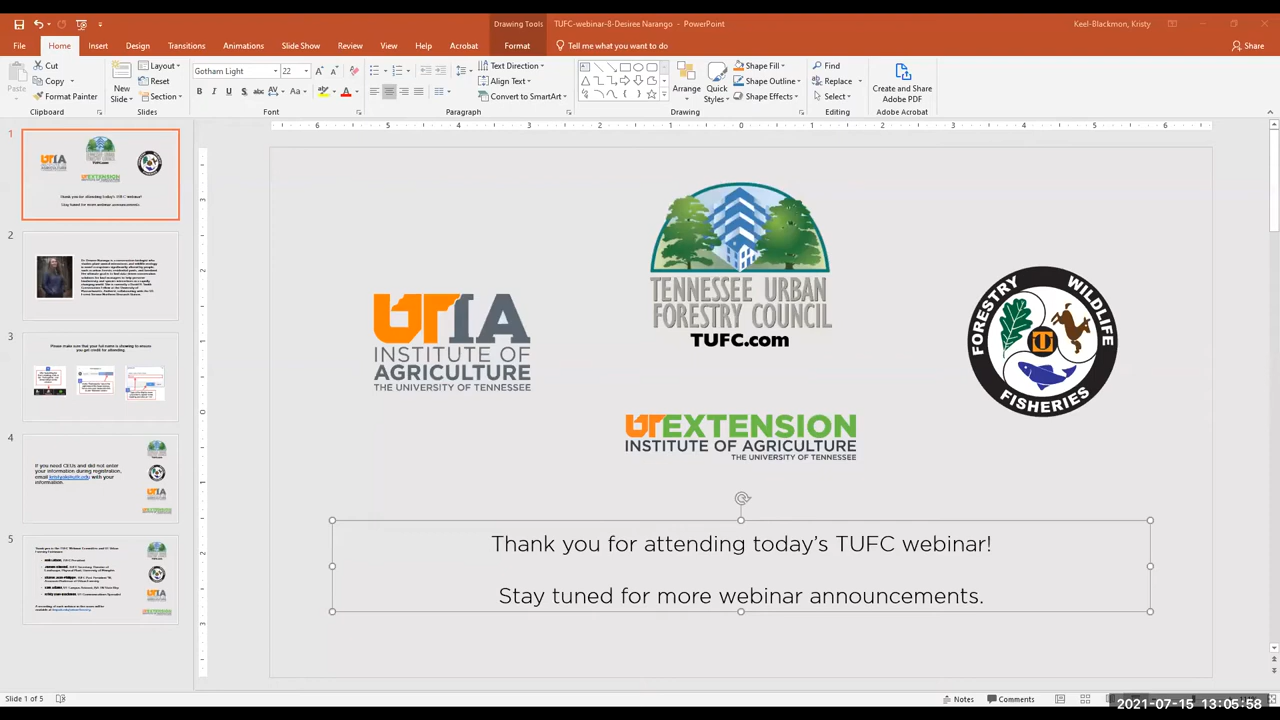 Drawing Tools
TUFC-webinar-8-Desiree Narango - PowerPoint
Keel-Blackmon, Kristy
File Home Insert Design Transitions Animations Slide Show Review View Help Acrobat Format Tell me what you want to do Share
Cut
Copy
Format Painter
Paste
Clipboard
New Slide
Layout
Reset
Section
Slides
Gotham Light 22
Font
Text Direction
Align Text
Convert to SmartArt
Paragraph
Arrange
Quick Styles
Shape Fill
Shape Outline
Shape Effects
Drawing
Find
Replace
Select
Editing
Create and Share Adobe PDF
Adobe Acrobat
1
2
3
Please make sure that your full name is showing to ensure
you get credit for attending.
4
If you need CEUs and did not enter
your information during registration,
with your
information.
5
TENNESSEE URBAN
FORESTRY COUNCIL
TUFC.com
UTIA
INSTITUTE OF
AGRICULTURE
THE UNIVERSITY OF TENNESSEE
FORESTRY WILDLIFE
FISHERIES
UTEXTENSION
INSTITUTE OF AGRICULTURE
THE UNIVERSITY OF TENNESSEE
Thank you for attending today's TUFC webinar!
Stay tuned for more webinar announcements.
Slide 1 of 5
Notes
Comments
2021-07-15 13:05:58